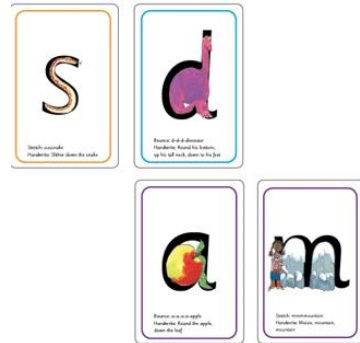 s
Stretch: sssssnake
Handwrite: Slither down the snake
d
Bounce: d-d-d-dinosaur
Handwrite: Round his bottom,
up his tall neck, down to his feet
a
Bounce: a-a-a-a-apple
Handwrite: Round the apple,
down the leaf
m
Stretch: mmmmountain
Handwrite: Maisie, mountain,
mountain